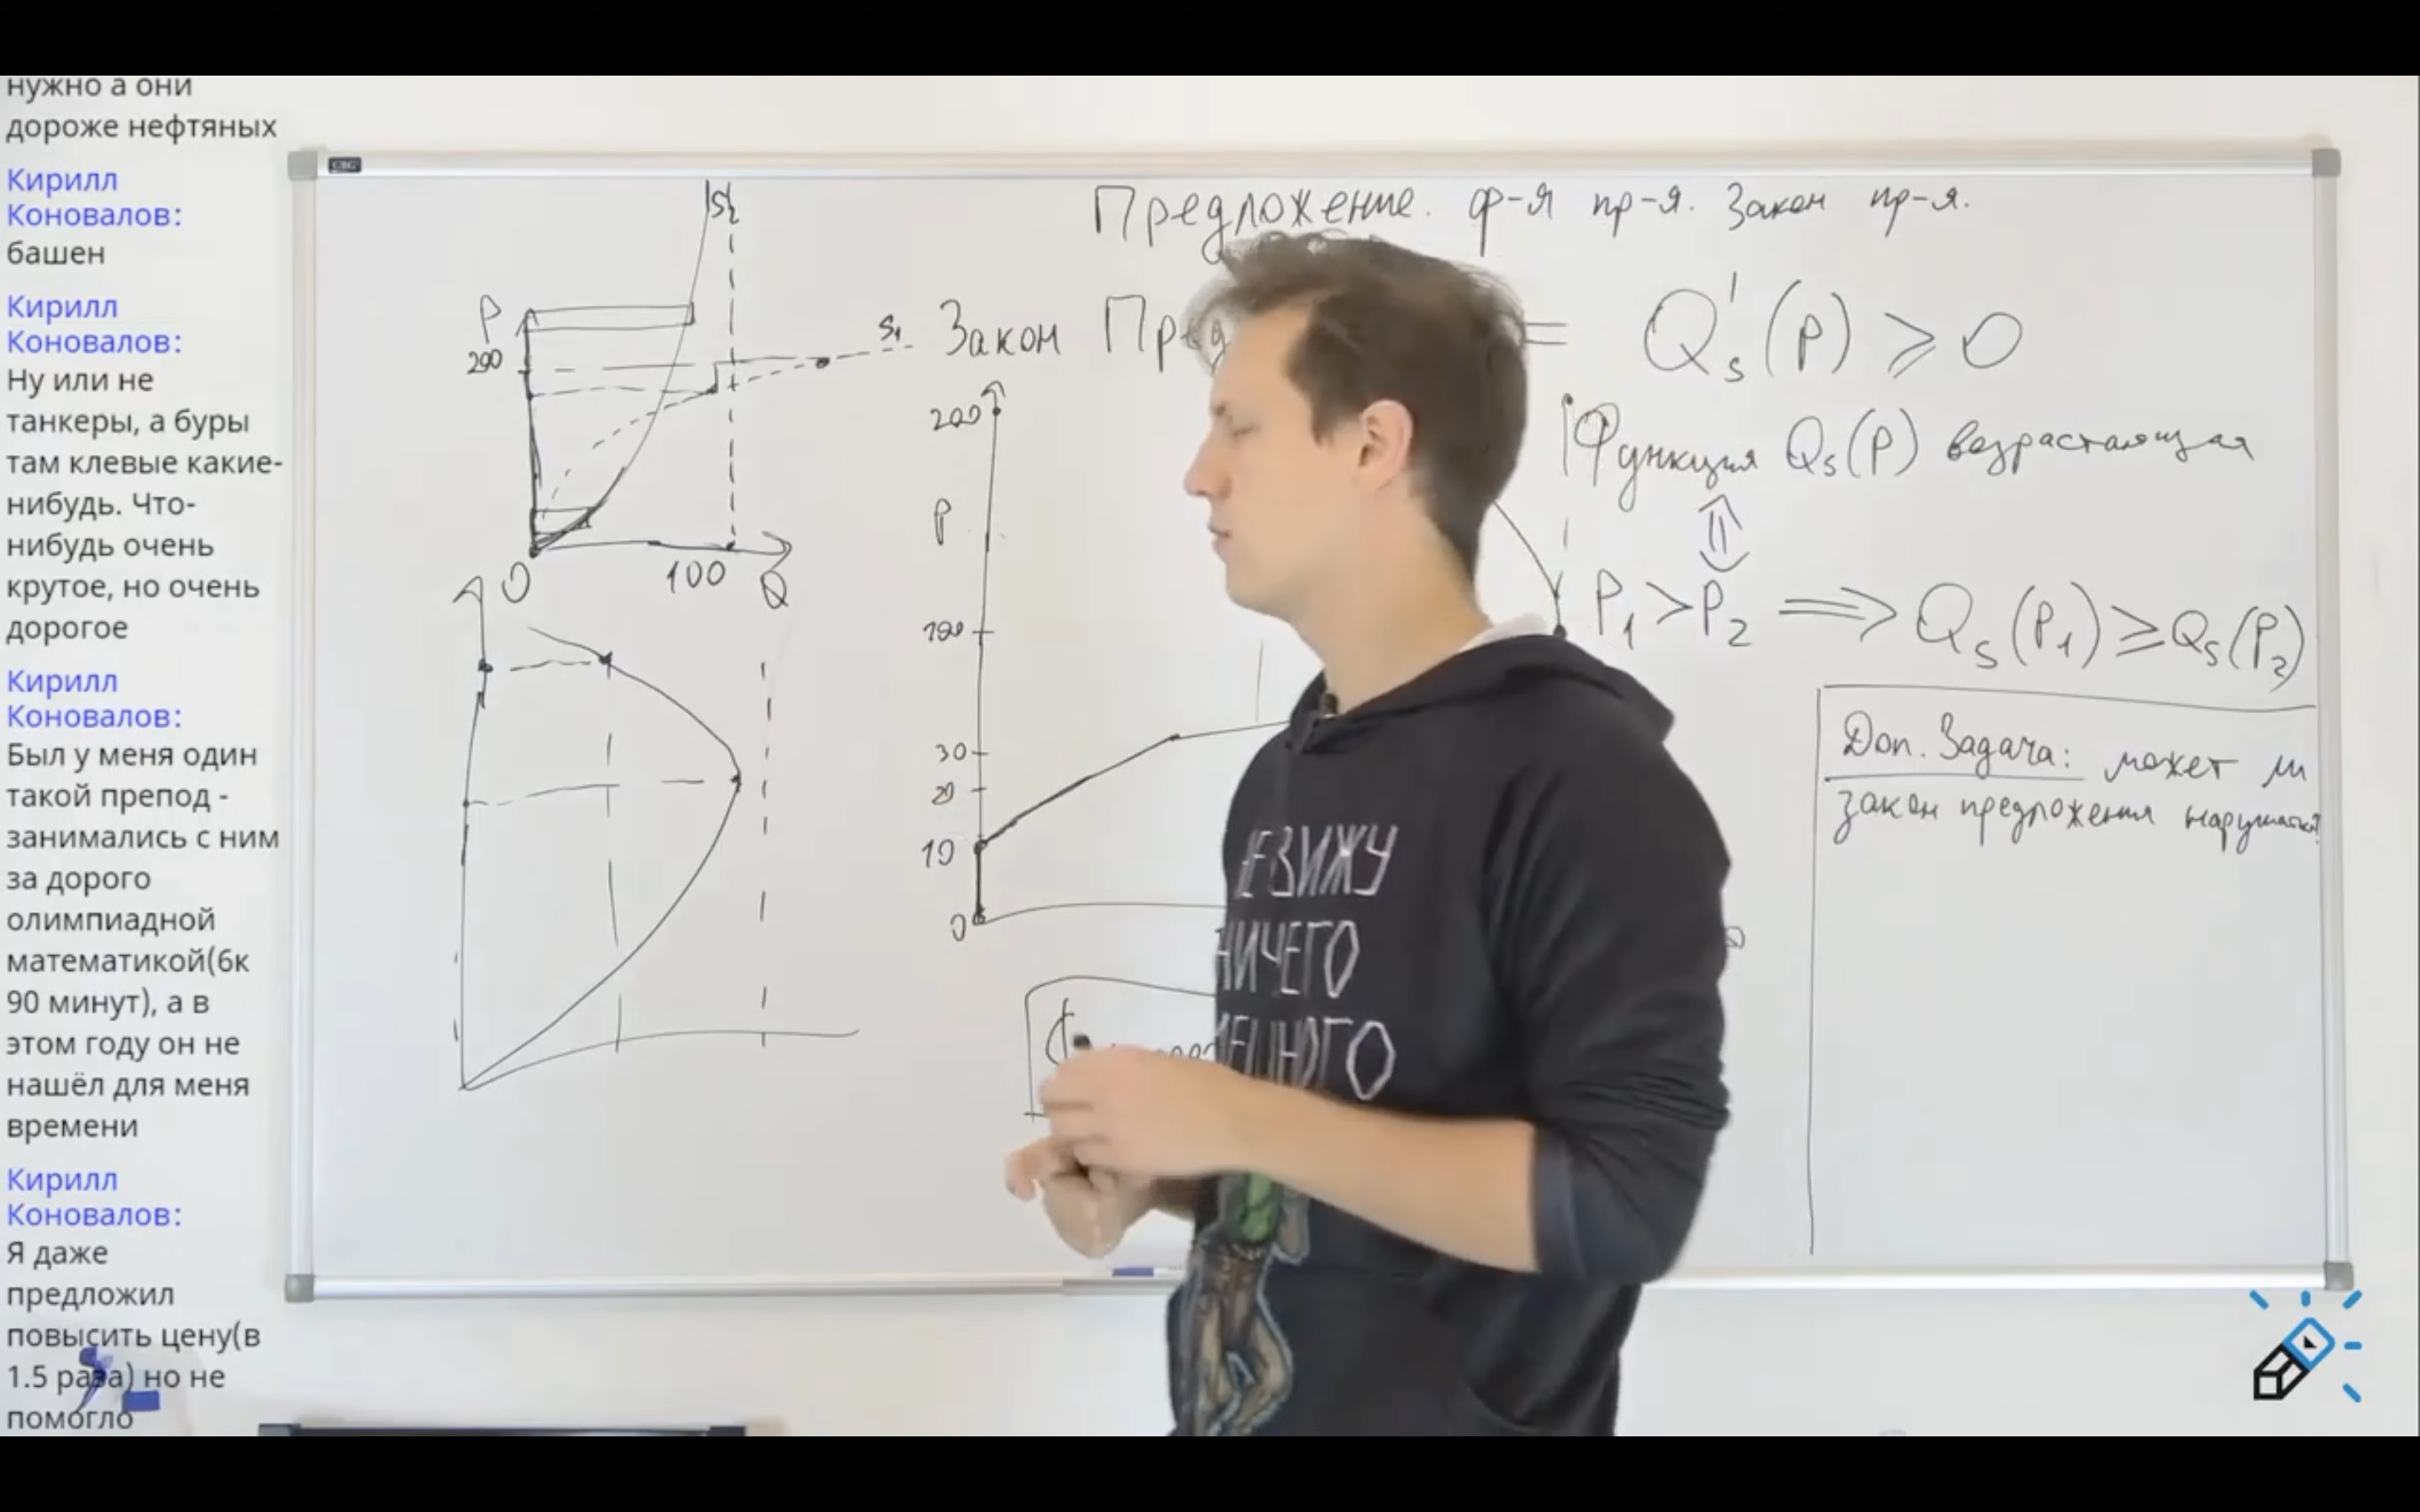 нужно а они
дороже нефтяных
Кирилл
Коновалов:
башен
Кирилл
Коновалов:
Ну или не
танкеры, а буры
там клевые какие-
нибудь. Что-
нибудь очень
крутое, но очень
дорогое
Кирилл
Коновалов:
Был у меня один
такой препод -
занимались с ним
за дорого
олимпиадной
математикой(6к
90 минут), а в
этом году он не
нашёл для меня
времени
Кирилл
Коновалов:
Я даже
предложил
повысить цену(в
1.5 раза) но не
помогло
Предложение. ф-я пр-я. Закон пр-я.
S₂
P
200
S₁
0
100
Q
Закон Пред
= Q's(P) ≥ 0
Функция Qs(P) возрастающая
⇕
P₁ > P₂ ⟹ Qs(P₁) ≥ Qs(P₂)
200
P
100
30
20
10
0
Q
Доп. Задача: может ли
закон предложения нарушаться?
ЕВИЖУ
НИЧЕГО